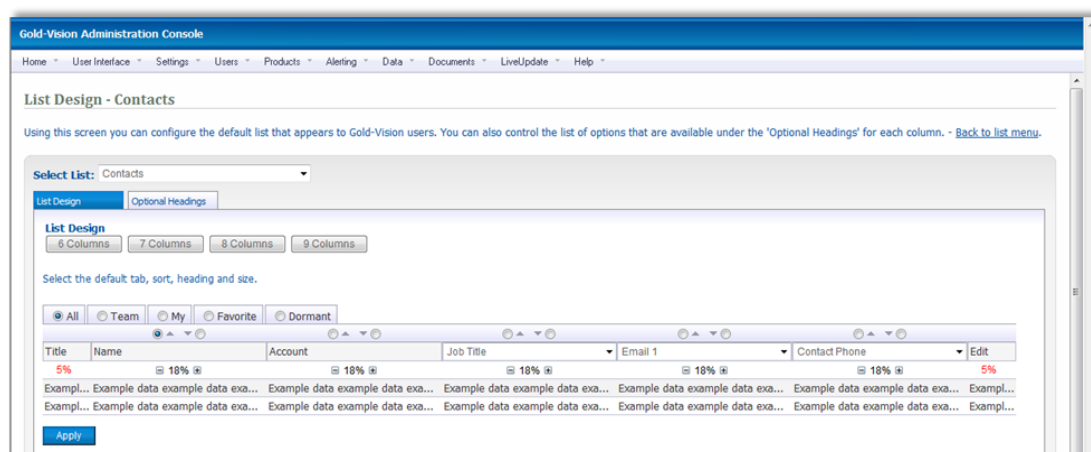 Gold-Vision Administration Console
Home User Interface Settings Users Products Alerting Data Documents LiveUpdate Help
List Design - Contacts
Using this screen you can configure the default list that appears to Gold-Vision users. You can also control the list of options that are available under the 'Optional Headings' for each column. - Back to list menu.
Select List: Contacts
List Design Optional Headings
List Design
6 Columns 7 Columns 8 Columns 9 Columns
Select the default tab, sort, heading and size.
All Team My Favorite Dormant
Title Name Account Job Title Email 1 Contact Phone Edit
5% 18% 18% 18% 18% 18% 5%
Exampl... Example data example data exa... Example data example data exa... Example data example data exa... Example data example data exa... Example data example data exa... Exampl...
Exampl... Example data example data exa... Example data example data exa... Example data example data exa... Example data example data exa... Example data example data exa... Exampl...
Apply